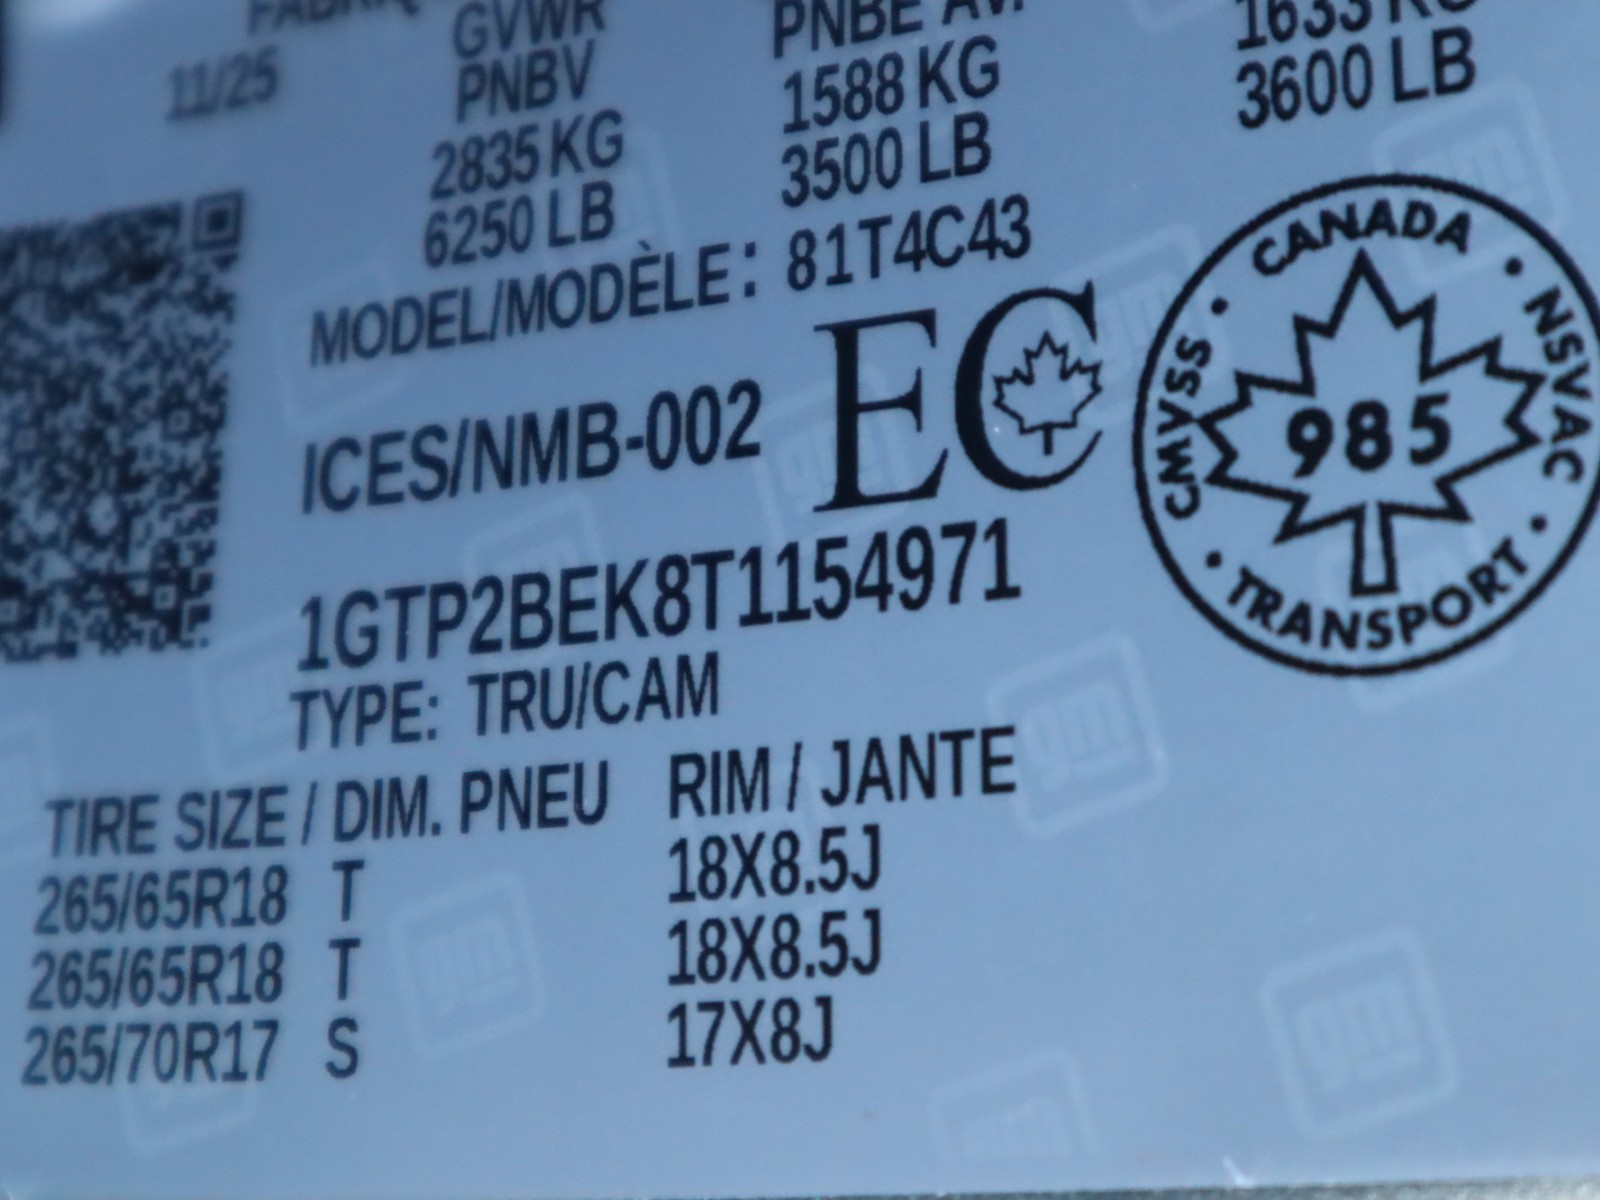 11/25
GVWR
PNBV
2835 KG
6250 LB
PNBE AV.
1588 KG
3500 LB
1633 KG
3600 LB
MODEL/MODÈLE: 81T4C43
ICES/NMB-002
EC
CANADA
CMVSS
NSVAC
985
TRANSPORT
1GTP2BEK8T1154971
TYPE: TRU/CAM
TIRE SIZE / DIM. PNEU RIM / JANTE
265/65R18 T 18X8.5J
265/65R18 T 18X8.5J
265/70R17 S 17X8J
gm